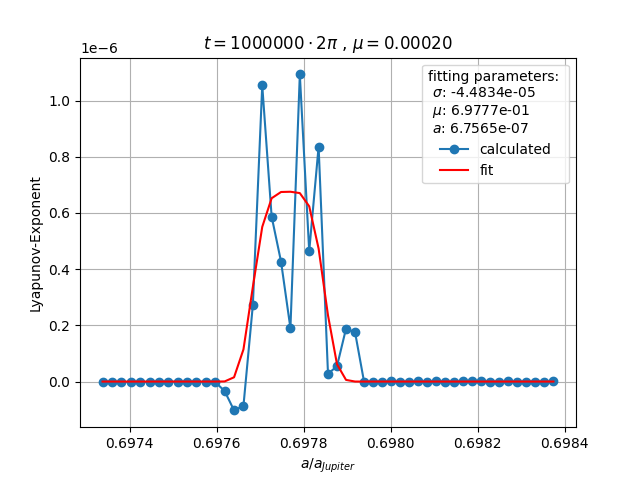 t = 1000000 · 2π , μ = 0.00020
1e−6
fitting parameters:
σ: -4.4834e-05
μ: 6.9777e-01
a: 6.7565e-07
calculated
fit
1.0
0.8
0.6
0.4
0.2
0.0
Lyapunov-Exponent
0.6974 0.6976 0.6978 0.6980 0.6982 0.6984
a/a_Jupiter